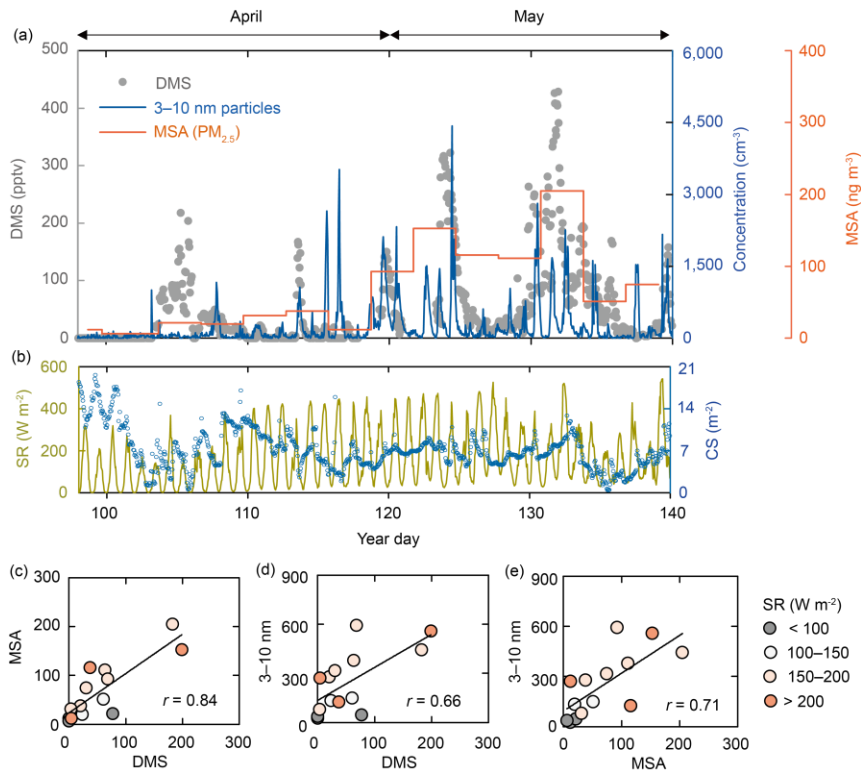 April May
(a)
500 6,000 400
DMS
400 3–10 nm particles 4,500 300
MSA (PM2.5)
300
DMS (pptv) 3,000 200 Concentration (cm-3) MSA (ng m-3)
200
100 1,500 100
0 0 0
(b)
600 21
400 14
SR (W m-2) CS (m-2)
200 7
0 0
100 110 120 130 140
Year day
(c) (d) (e)
300 900 900 SR (W m-2)
< 100
200 600 600 100–150
MSA 3–10 nm 3–10 nm 150–200
100 300 300 > 200
r = 0.84 r = 0.66 r = 0.71
0 0 0
0 100 200 300 0 100 200 300 0 100 200 300
DMS DMS MSA